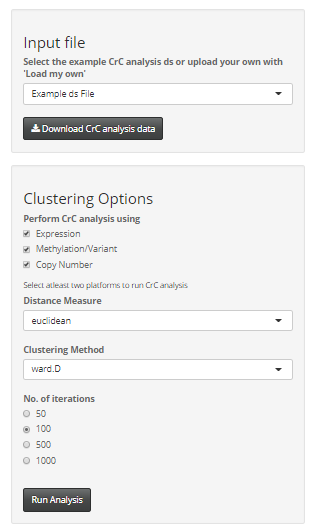 Input file
Select the example CrC analysis ds or upload your own with
'Load my own'
Example ds File
Download CrC analysis data
Clustering Options
Perform CrC analysis using
Expression
Methylation/Variant
Copy Number
Select atleast two platforms to run CrC analysis
Distance Measure
euclidean
Clustering Method
ward.D
No. of iterations
50
100
500
1000
Run Analysis